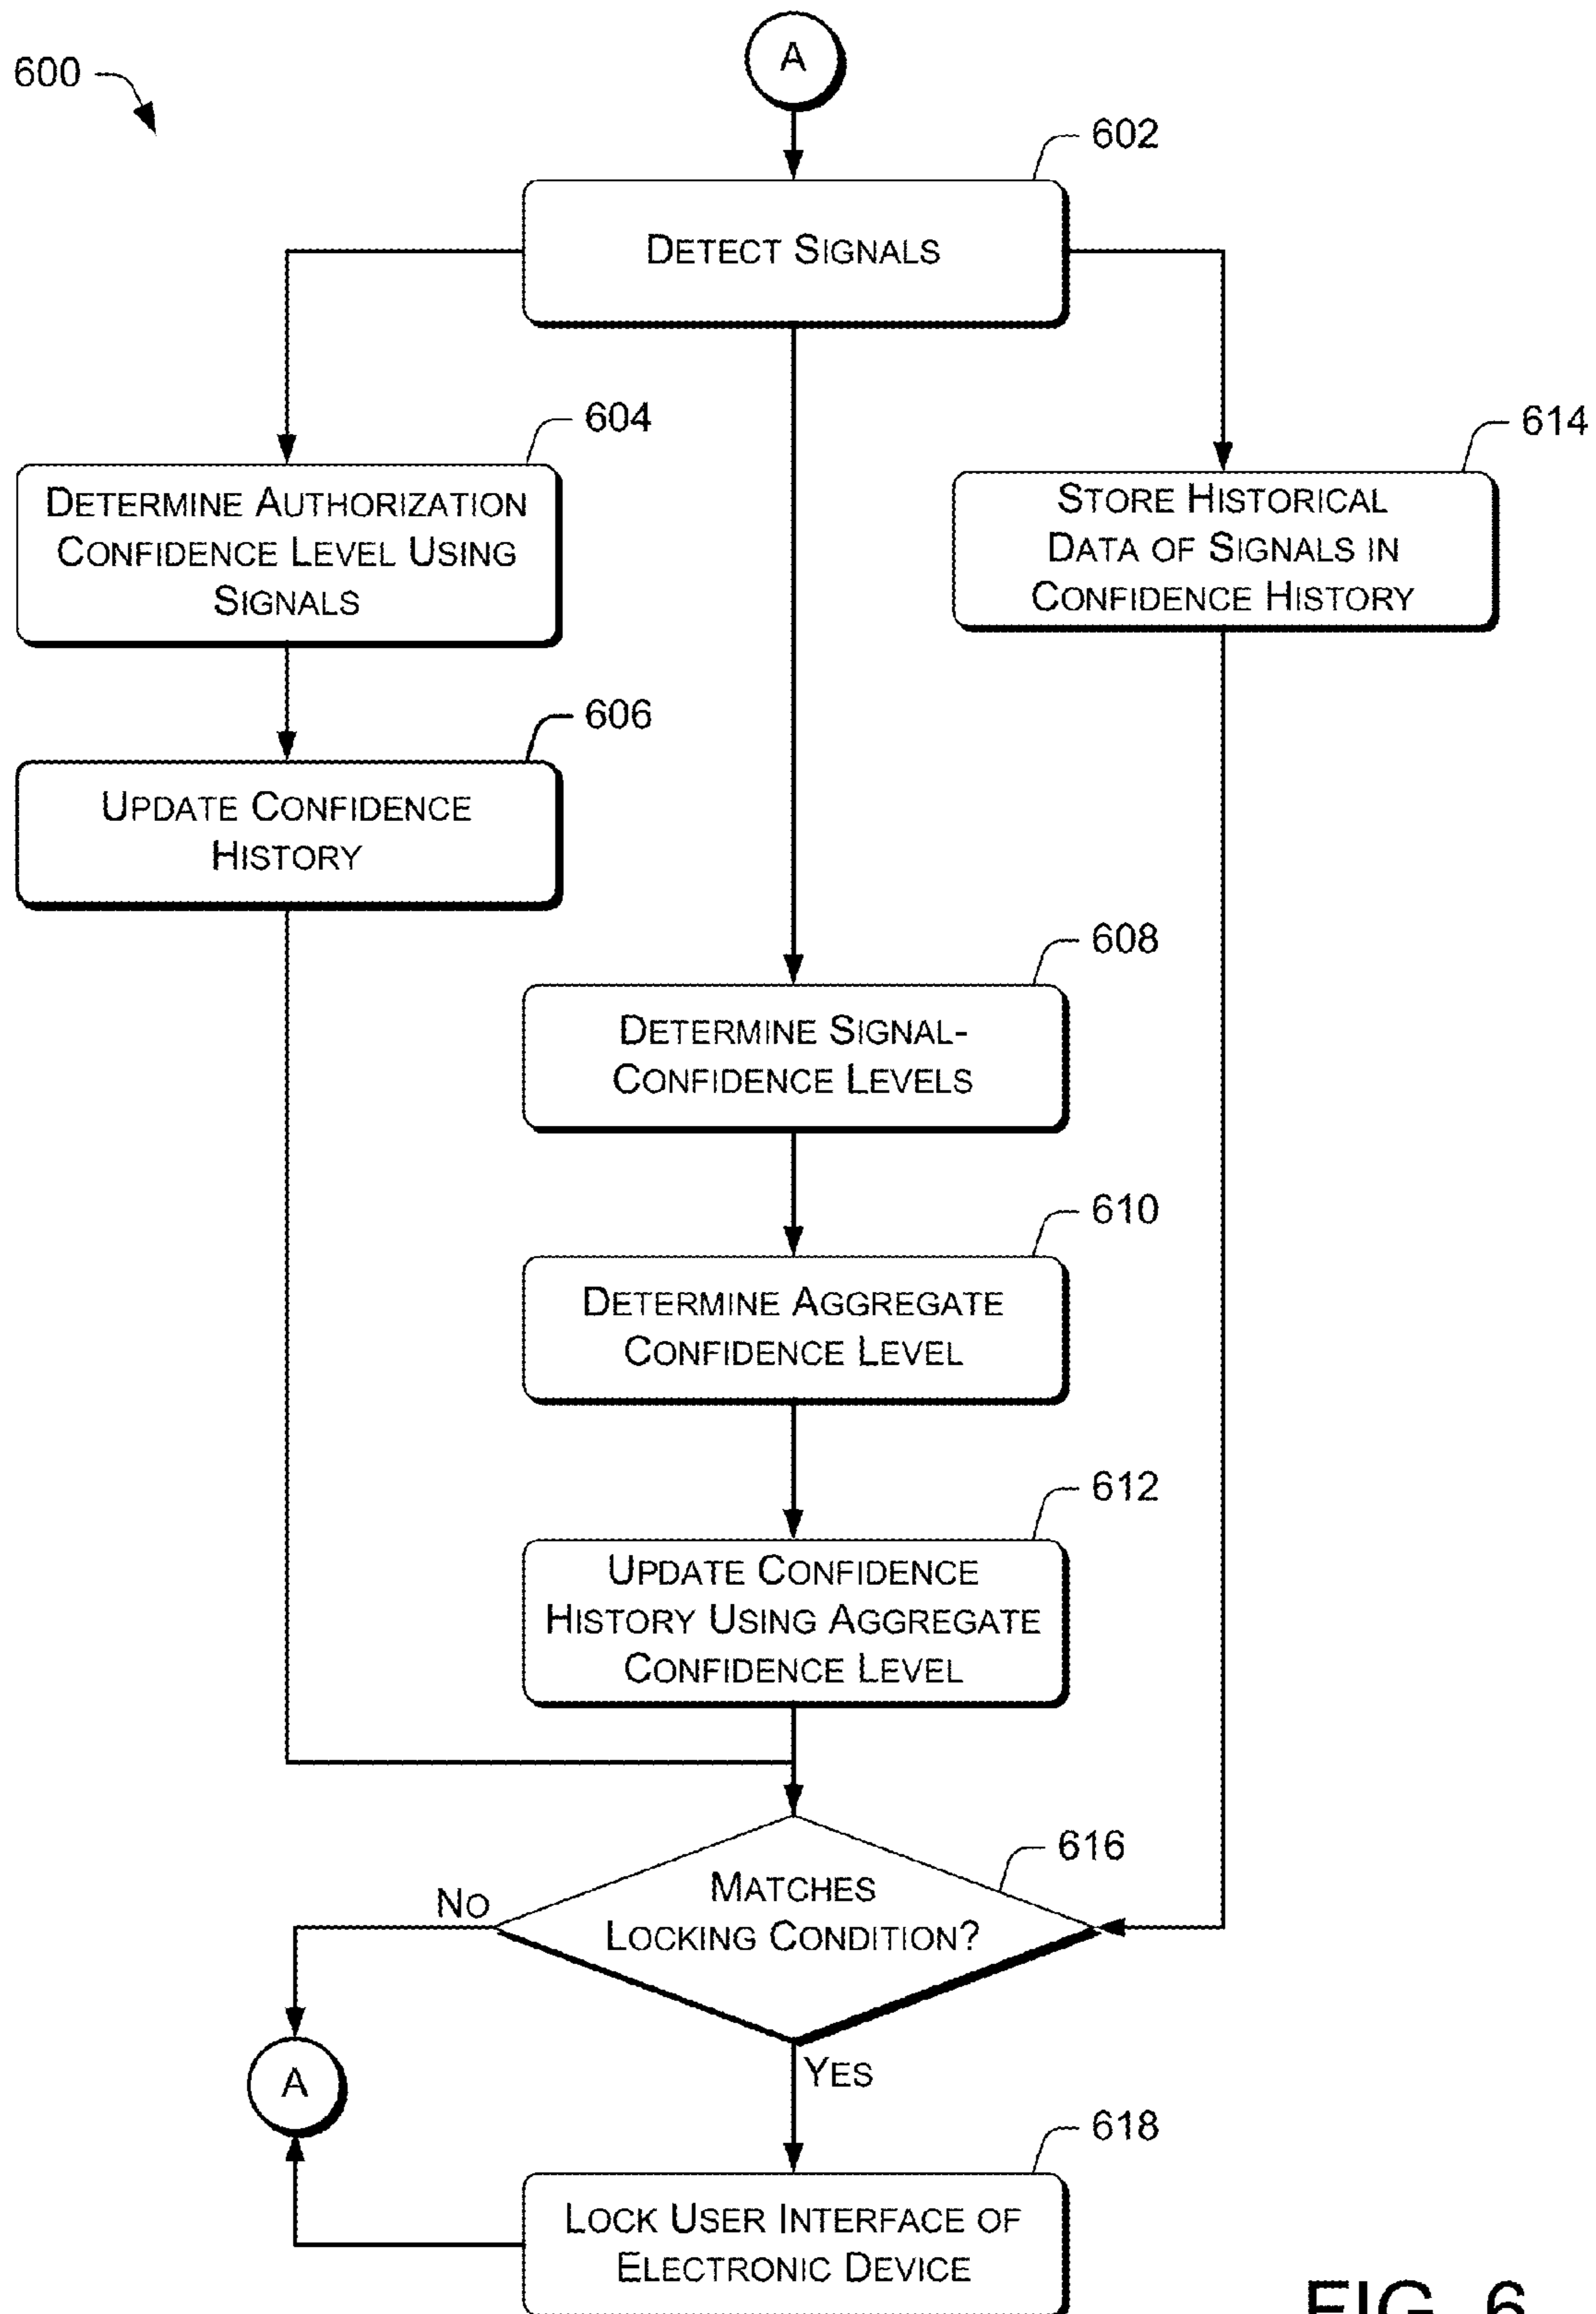 A
600
602
DETECT SIGNALS
604
DETERMINE AUTHORIZATION
CONFIDENCE LEVEL USING
SIGNALS
614
STORE HISTORICAL
DATA OF SIGNALS IN
CONFIDENCE HISTORY
606
UPDATE CONFIDENCE
HISTORY
608
DETERMINE SIGNAL-
CONFIDENCE LEVELS
610
DETERMINE AGGREGATE
CONFIDENCE LEVEL
612
UPDATE CONFIDENCE
HISTORY USING AGGREGATE
CONFIDENCE LEVEL
616
MATCHES
LOCKING CONDITION?
NO
A
YES
618
LOCK USER INTERFACE OF
ELECTRONIC DEVICE
FIG. 6